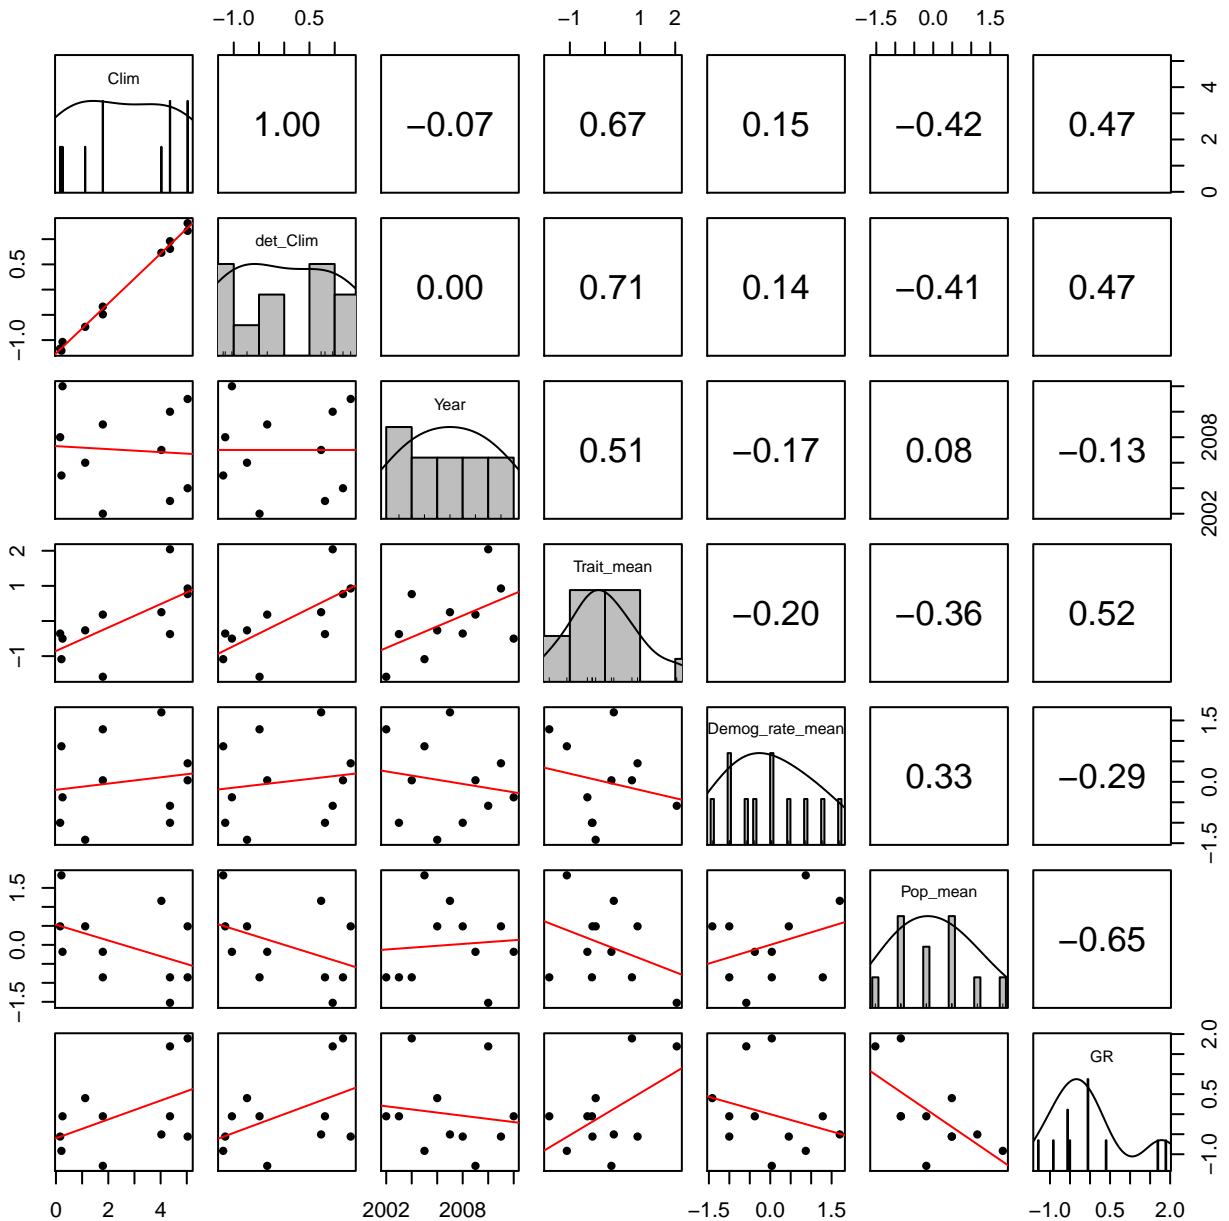 −1.0 0.5 −1 1 2 −1.5 0.0 1.5
Clim 1.00 −0.07 0.67 0.15 −0.42 0.47 0 2 4
−1.0 0.5 det_Clim 0.00 0.71 0.14 −0.41 0.47
Year 0.51 −0.17 0.08 −0.13 2002 2008
−1 1 2 Trait_mean −0.20 −0.36 0.52
Demog_rate_mean 0.33 −0.29 −1.5 0.0 1.5
−1.5 0.0 1.5 Pop_mean −0.65
GR −1.0 0.5 2.0
0 2 4 2002 2008 −1.5 0.0 1.5 −1.0 0.5 2.0